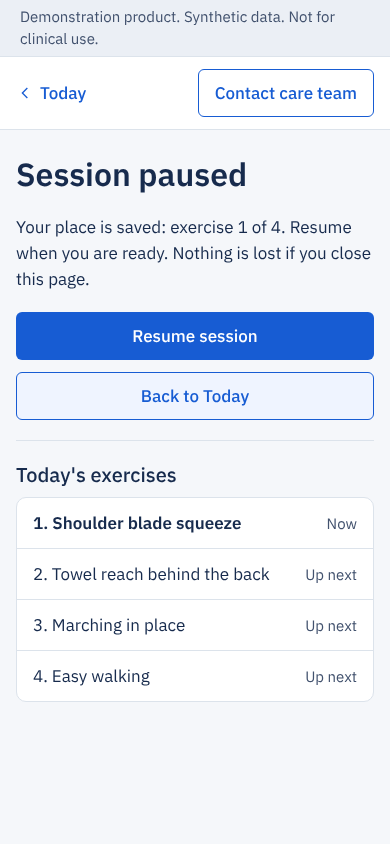 Demonstration product. Synthetic data. Not for
clinical use.
Today
Contact care team
Session paused
Your place is saved: exercise 1 of 4. Resume
when you are ready. Nothing is lost if you close
this page.
Resume session
Back to Today
Today's exercises
1. Shoulder blade squeeze Now
2. Towel reach behind the back Up next
3. Marching in place Up next
4. Easy walking Up next